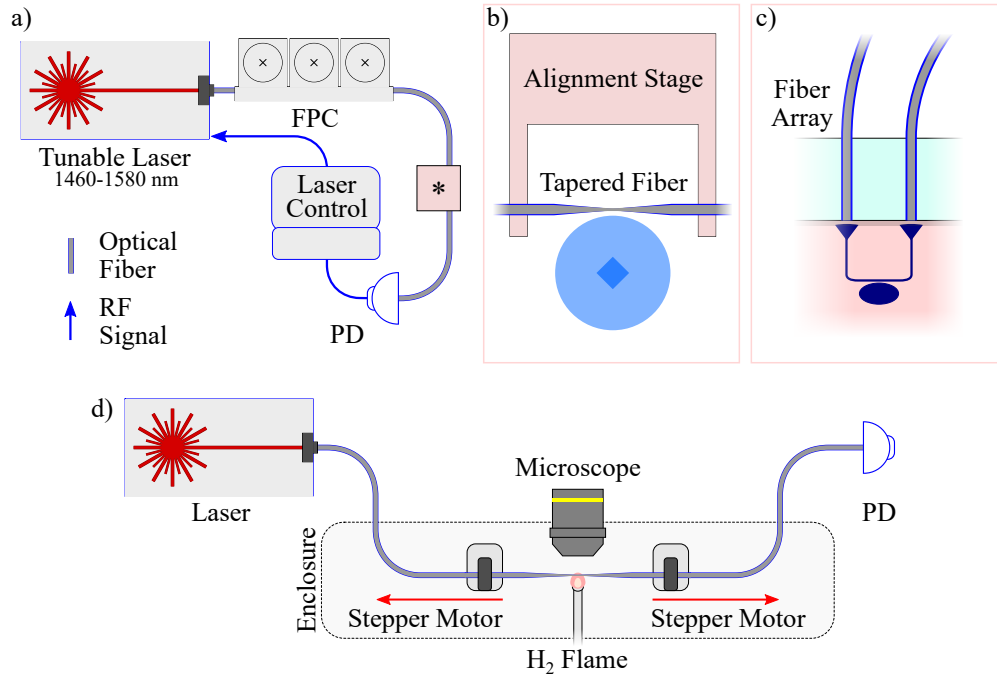 a)
FPC
Tunable Laser
1460-1580 nm
Laser
Control
*
Optical
Fiber
RF
Signal
PD
b)
Alignment Stage
Tapered Fiber
c)
Fiber
Array
d)
Laser
Microscope
PD
Enclosure
Stepper Motor
Stepper Motor
H₂ Flame